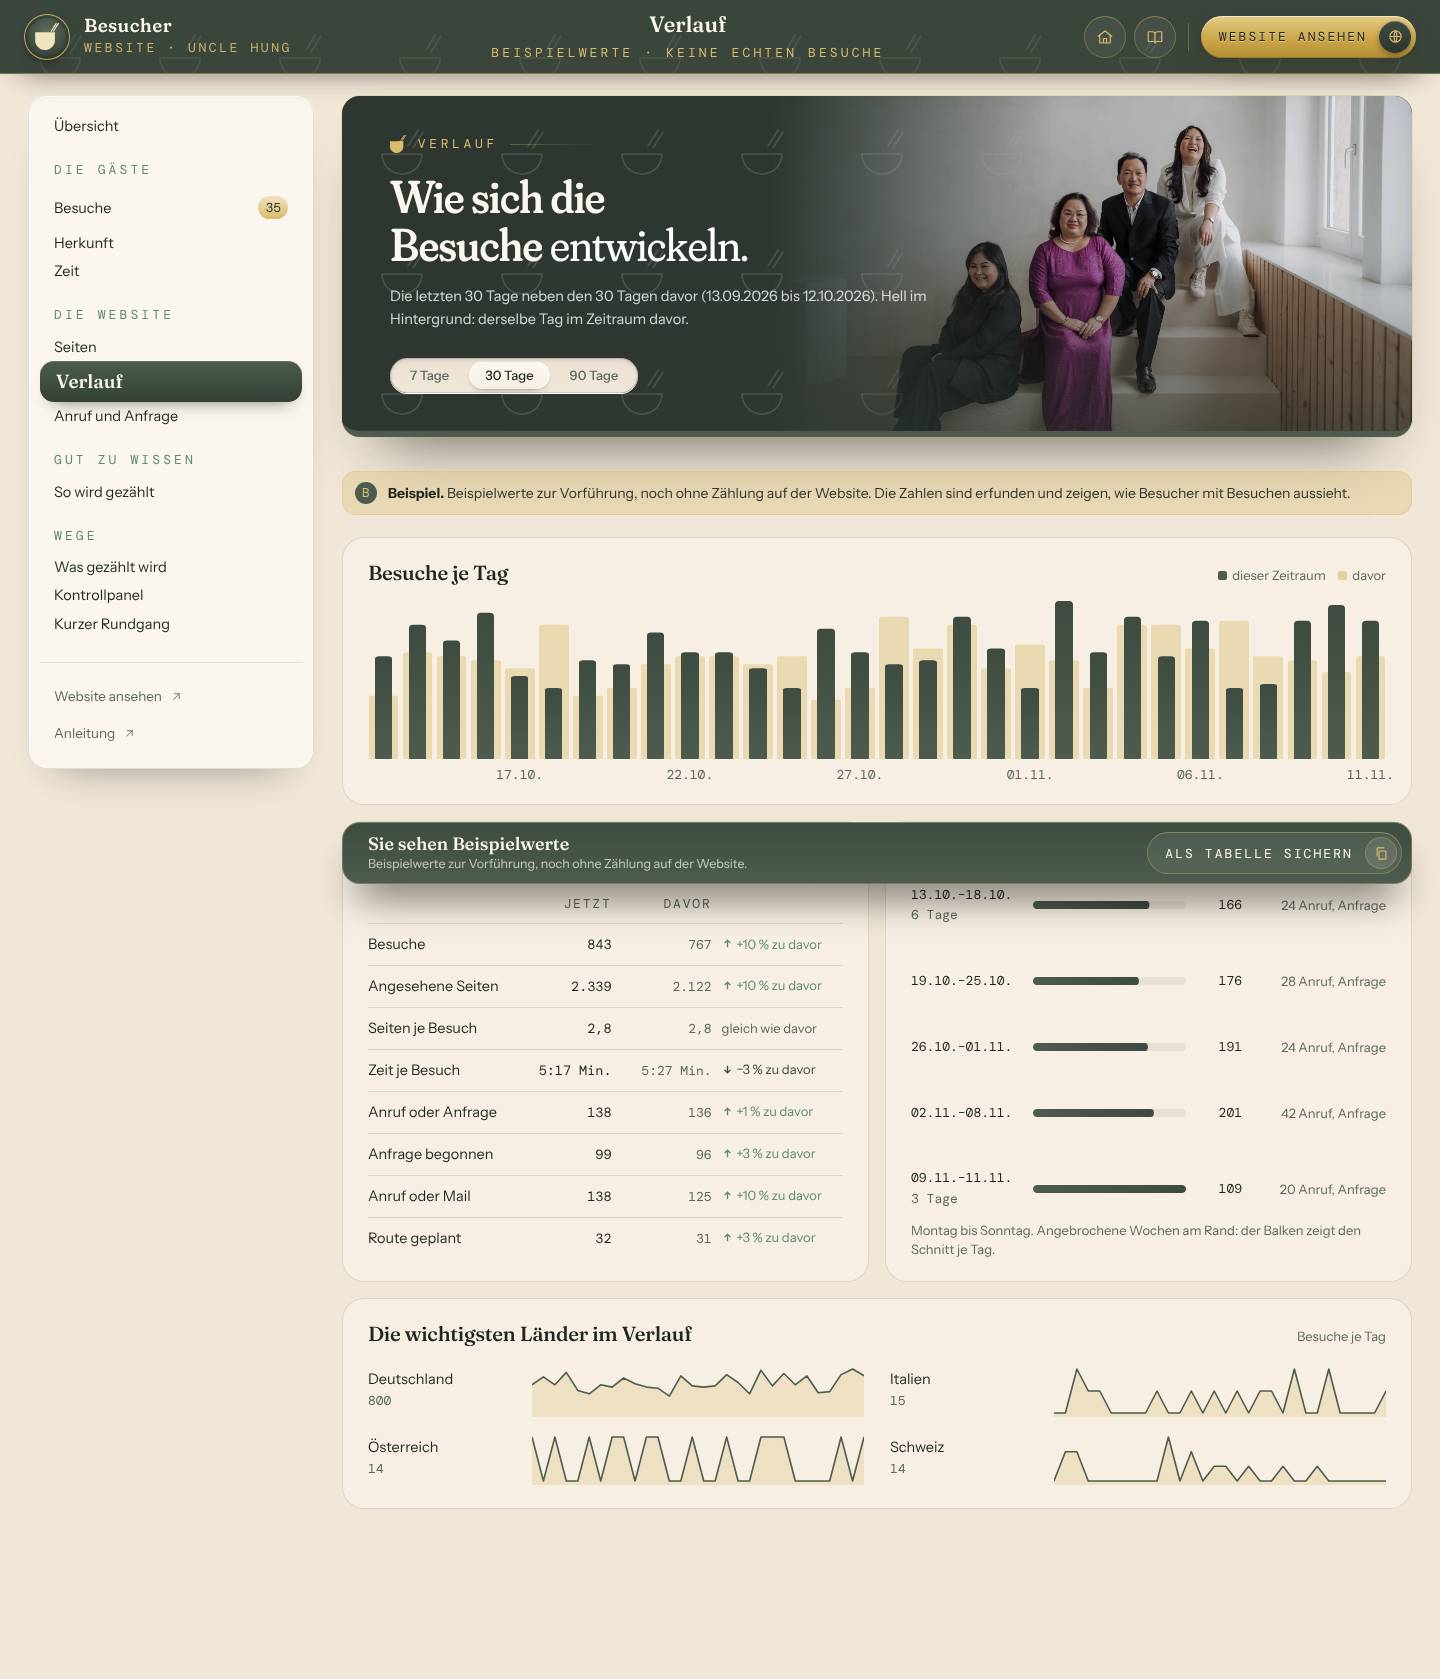 Besucher
WEBSITE · UNCLE HUNG
Verlauf
BEISPIELWERTE · KEINE ECHTEN BESUCHE
WEBSITE ANSEHEN
Übersicht
DIE GÄSTE
Besuche 35
Herkunft
Zeit
DIE WEBSITE
Seiten
Verlauf
Anruf und Anfrage
GUT ZU WISSEN
So wird gezählt
WEGE
Was gezählt wird
Kontrollpanel
Kurzer Rundgang
Website ansehen
Anleitung
VERLAUF
Wie sich die
Besuche entwickeln.
Die letzten 30 Tage neben den 30 Tagen davor (13.09.2026 bis 12.10.2026). Hell im
Hintergrund: derselbe Tag im Zeitraum davor.
7 Tage 30 Tage 90 Tage
B Beispiel. Beispielwerte zur Vorführung, noch ohne Zählung auf der Website. Die Zahlen sind erfunden und zeigen, wie Besucher mit Besuchen aussieht.
Besuche je Tag
dieser Zeitraum davor
17.10. 22.10. 27.10. 01.11. 06.11. 11.11.
Sie sehen Beispielwerte
Beispielwerte zur Vorführung, noch ohne Zählung auf der Website.
ALS TABELLE SICHERN
JETZT DAVOR
Besuche 843 767 ↑ +10 % zu davor
Angesehene Seiten 2.339 2.122 ↑ +10 % zu davor
Seiten je Besuch 2,8 2,8 gleich wie davor
Zeit je Besuch 5:17 Min. 5:27 Min. ↓ −3 % zu davor
Anruf oder Anfrage 138 136 ↑ +1 % zu davor
Anfrage begonnen 99 96 ↑ +3 % zu davor
Anruf oder Mail 138 125 ↑ +10 % zu davor
Route geplant 32 31 ↑ +3 % zu davor
13.10.–18.10. 166 24 Anruf, Anfrage
6 Tage
19.10.–25.10. 176 28 Anruf, Anfrage
26.10.–01.11. 191 24 Anruf, Anfrage
02.11.–08.11. 201 42 Anruf, Anfrage
09.11.–11.11. 109 20 Anruf, Anfrage
3 Tage
Montag bis Sonntag. Angebrochene Wochen am Rand: der Balken zeigt den
Schnitt je Tag.
Die wichtigsten Länder im Verlauf
Besuche je Tag
Deutschland
800
Italien
15
Österreich
14
Schweiz
14